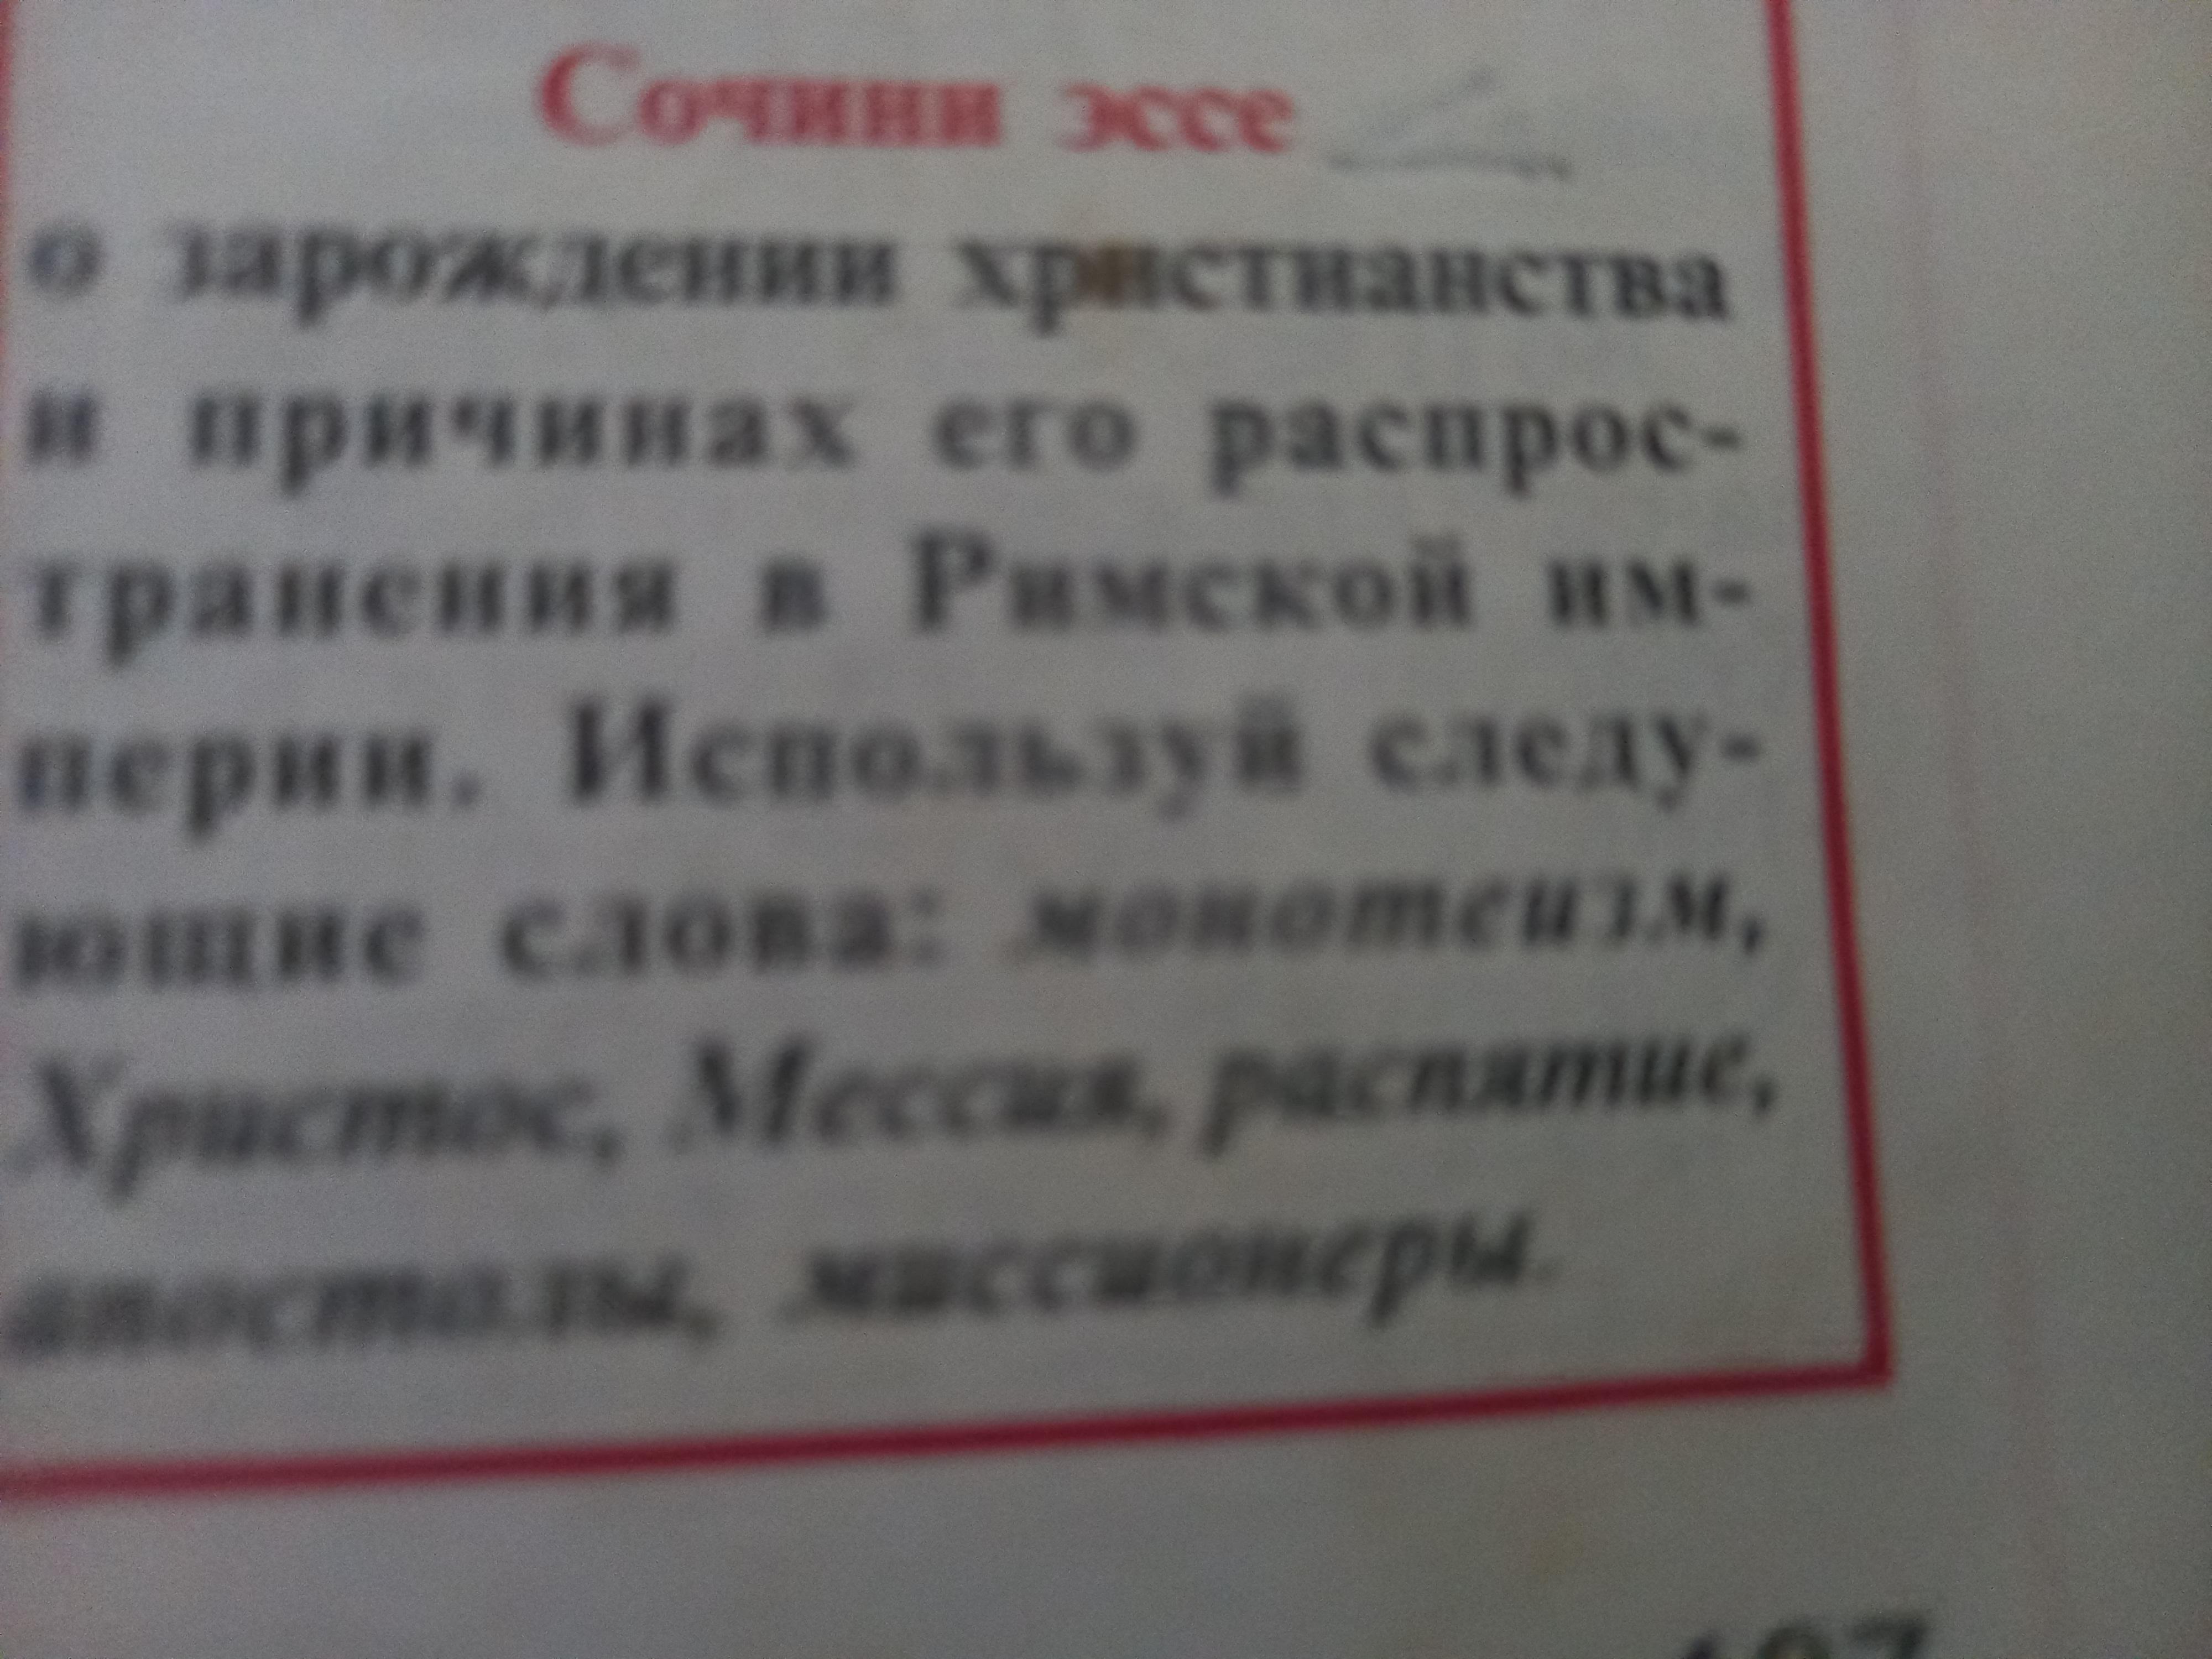 Сочини эссе
о зарождении христианства
и причинах его распрос-
транения в Римской им-
перии. Используй следу-
ющие слова: монотеизм,
Христос, Мессия, распятие,
апостолы, миссионеры.